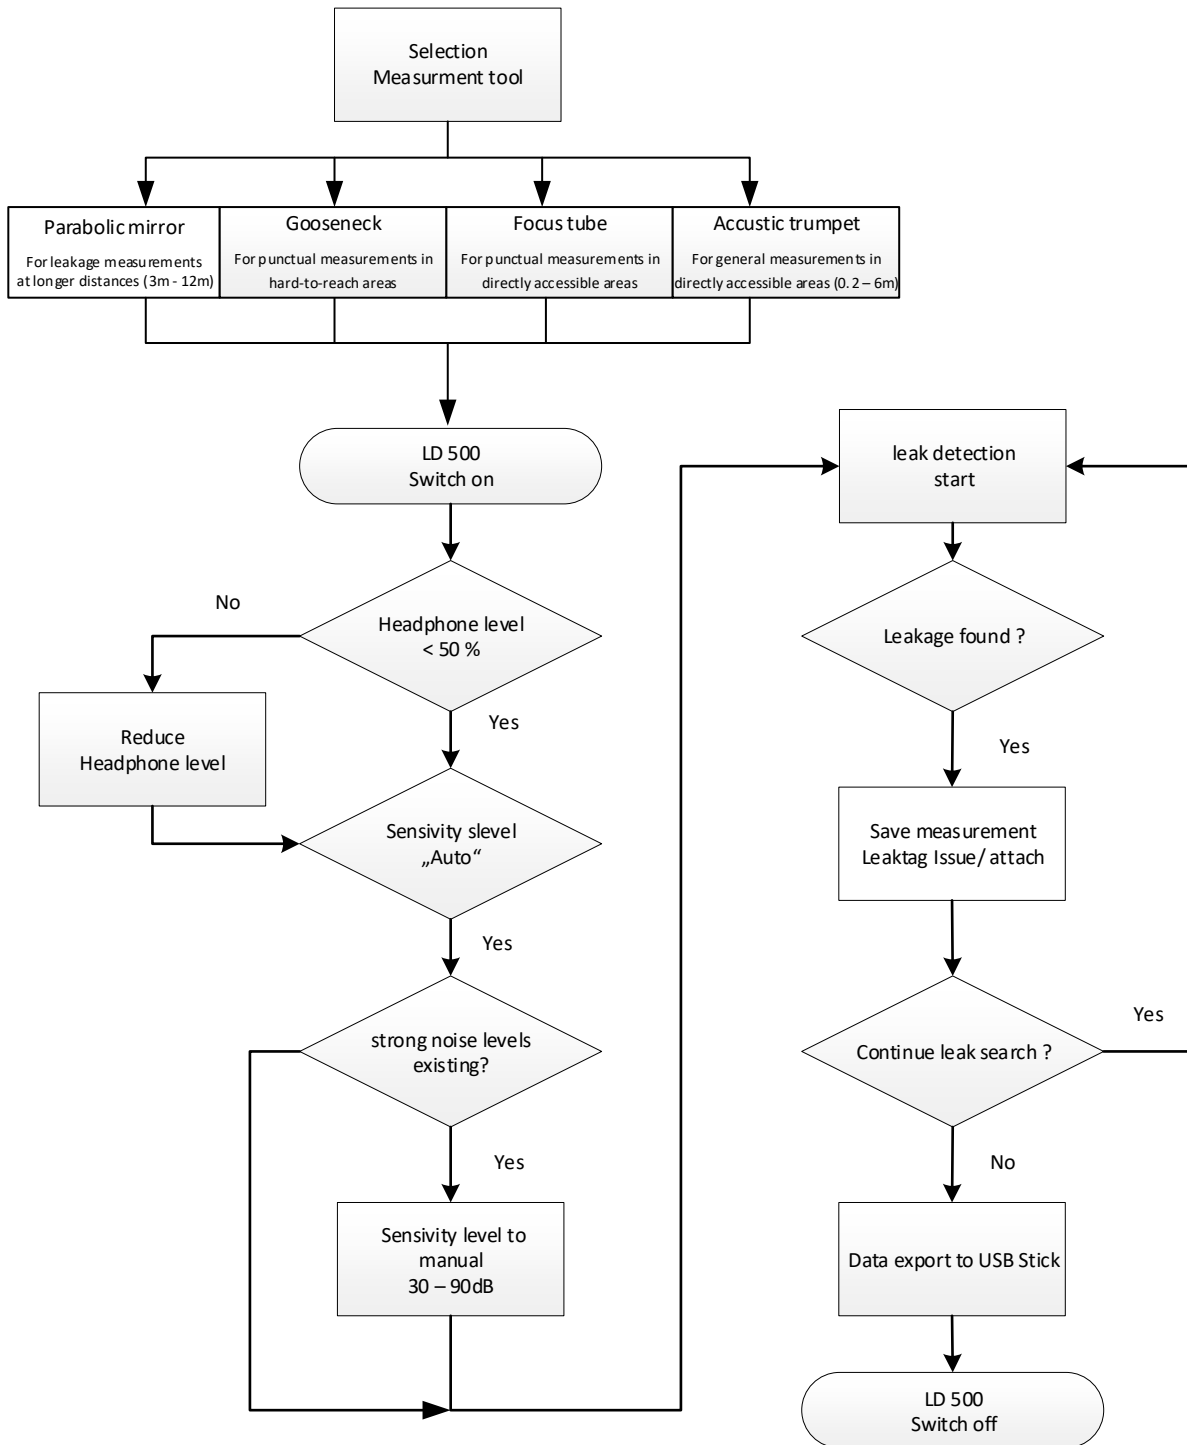 Selection
Measurment tool
Parabolic mirror
For leakage measurements
at longer distances (3m - 12m)
Gooseneck
For punctual measurements in
hard-to-reach areas
Focus tube
For punctual measurements in
directly accessible areas
Accustic trumpet
For general measurements in
directly accessible areas (0.2 – 6m)
LD 500
Switch on
Headphone level
< 50 %
No
Reduce
Headphone level
Yes
Sensivity slevel
„Auto“
Yes
strong noise levels
existing?
Yes
Sensivity level to
manual
30 – 90dB
leak detection
start
Leakage found ?
Yes
Save measurement
Leaktag Issue/ attach
Continue leak search ?
Yes
No
Data export to USB Stick
LD 500
Switch off